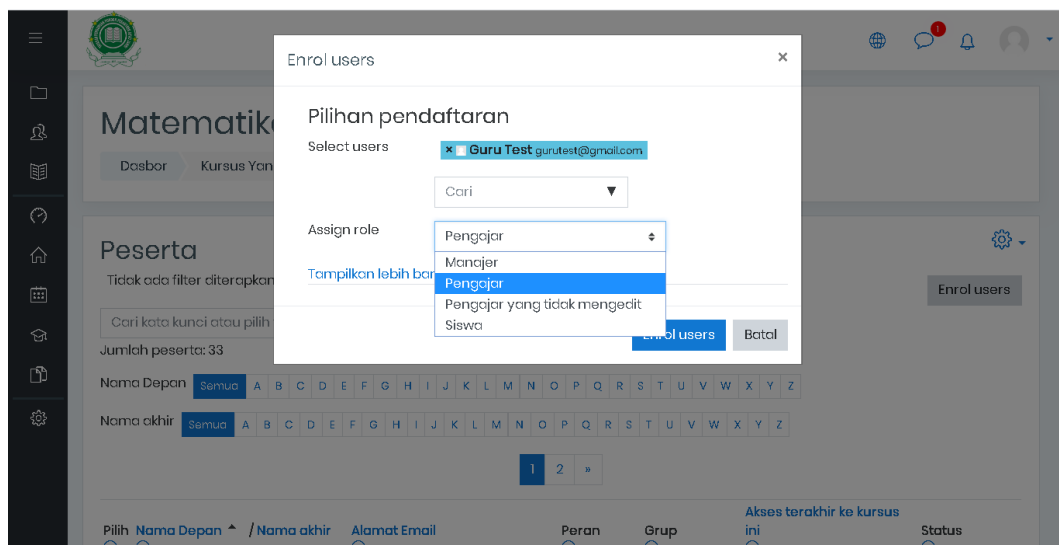 1
Enrol users ×
Pilihan pendaftaran
Select users × Guru Test gurutest@gmail.com
Cari ▼
Assign role Pengajar
Manajer
Pengajar
Pengajar yang tidak mengedit
Siswa
Tampilkan lebih bar
Enrol users Batal
Matematik
Dasbor Kursus Yan
Peserta
Tidak ada filter diterapkan
Enrol users
Cari kata kunci atau pilih
Jumlah peserta: 33
Nama Depan Semua A B C D E F G H I J K L M N O P Q R S T U V W X Y Z
Nama akhir Semua A B C D E F G H I J K L M N O P Q R S T U V W X Y Z
1 2 »
Pilih Nama Depan / Nama akhir Alamat Email Peran Grup Akses terakhir ke kursus ini Status